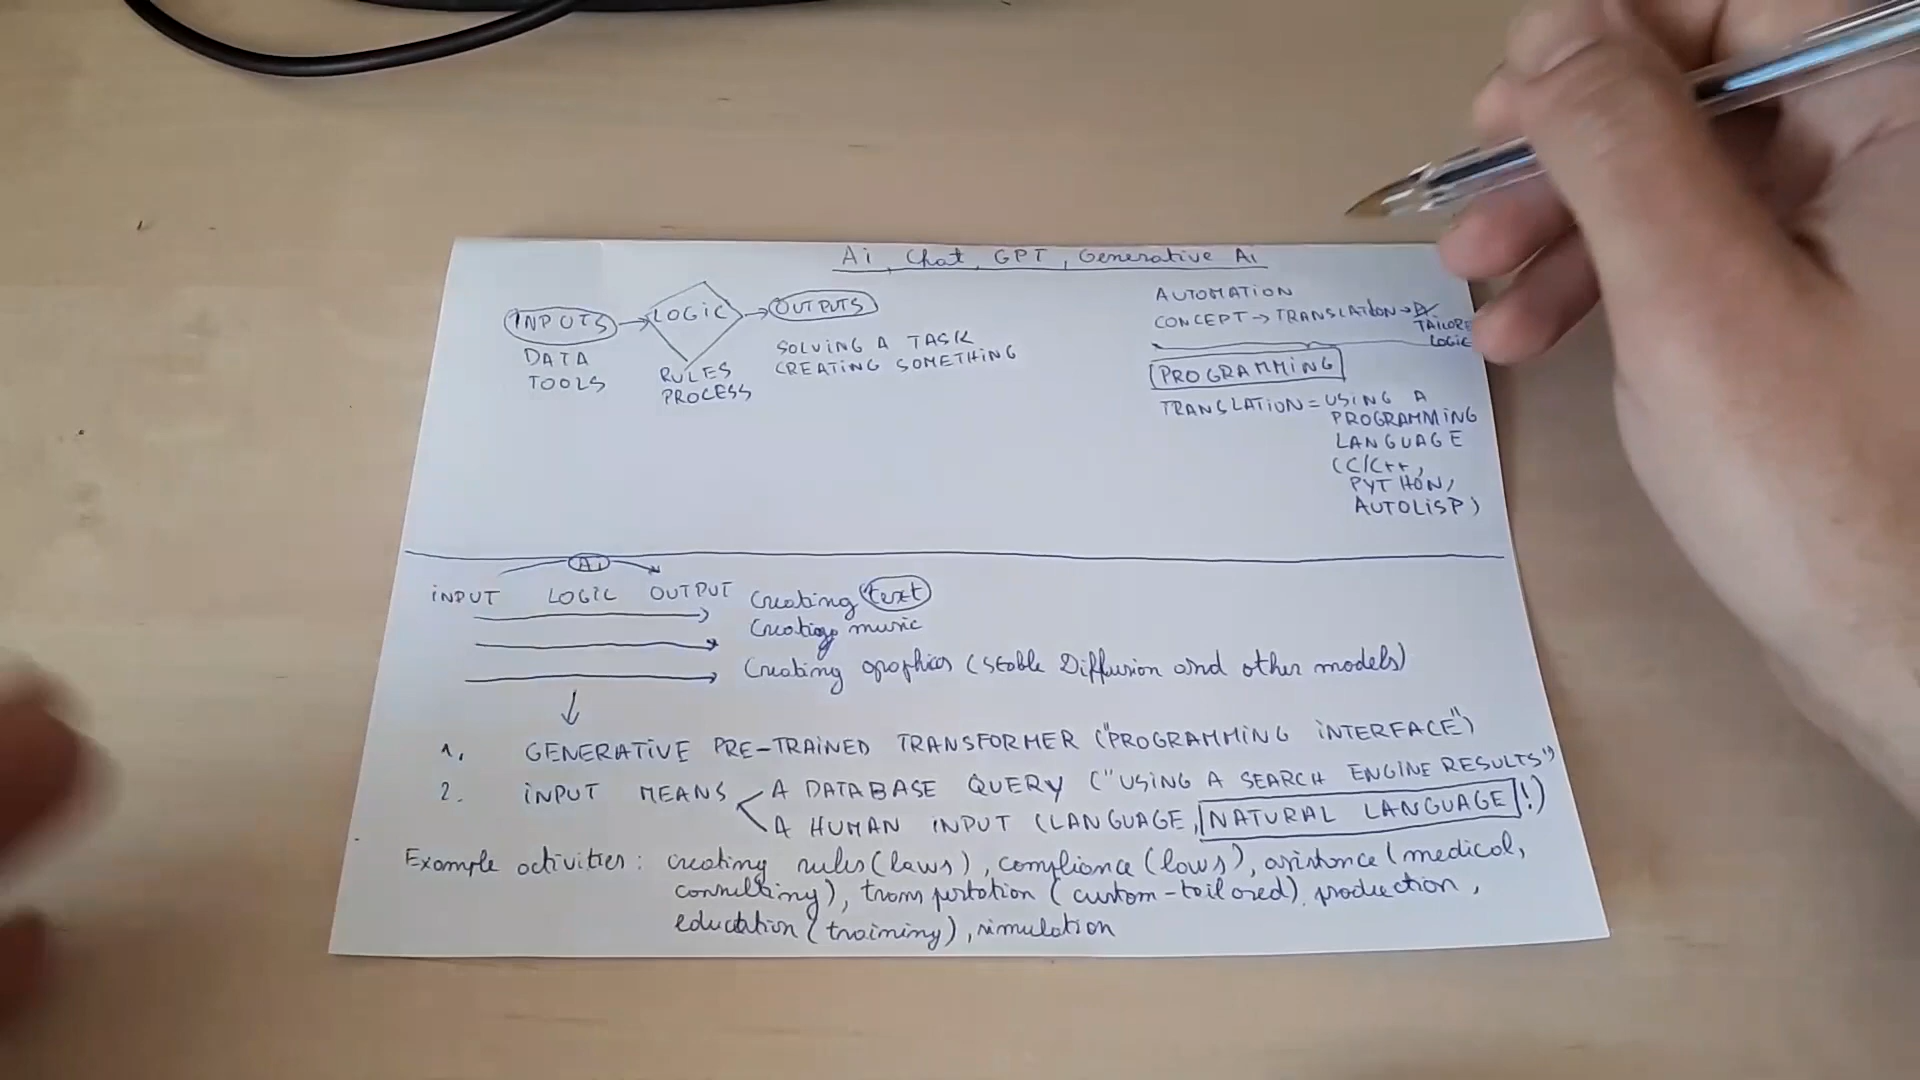 Ai, Chat GPT, Generative Ai
INPUTS → LOGIC → OUTPUTS
DATA
TOOLS
RULES
PROCESS
SOLVING A TASK
CREATING SOMETHING
AUTOMATION
CONCEPT → TRANSLATION →
TAILORE
LOGIC
PROGRAMMING
TRANSLATION = USING A
PROGRAMMING
LANGUAGE
(C/C++,
PYTHON,
AUTOLISP)
Ai
INPUT LOGIC OUTPUT
Creating text
Creating music
Creating graphics (Stable Diffusion and other models)
1. GENERATIVE PRE-TRAINED TRANSFORMER ("PROGRAMMING INTERFACE")
2. INPUT MEANS A DATABASE QUERY ("USING A SEARCH ENGINE RESULTS")
A HUMAN INPUT (LANGUAGE, NATURAL LANGUAGE!)
Example activities: creating rules (laws), compliance (laws), assistance (medical,
consulting), transportation (custom-tailored), production,
education (training), simulation